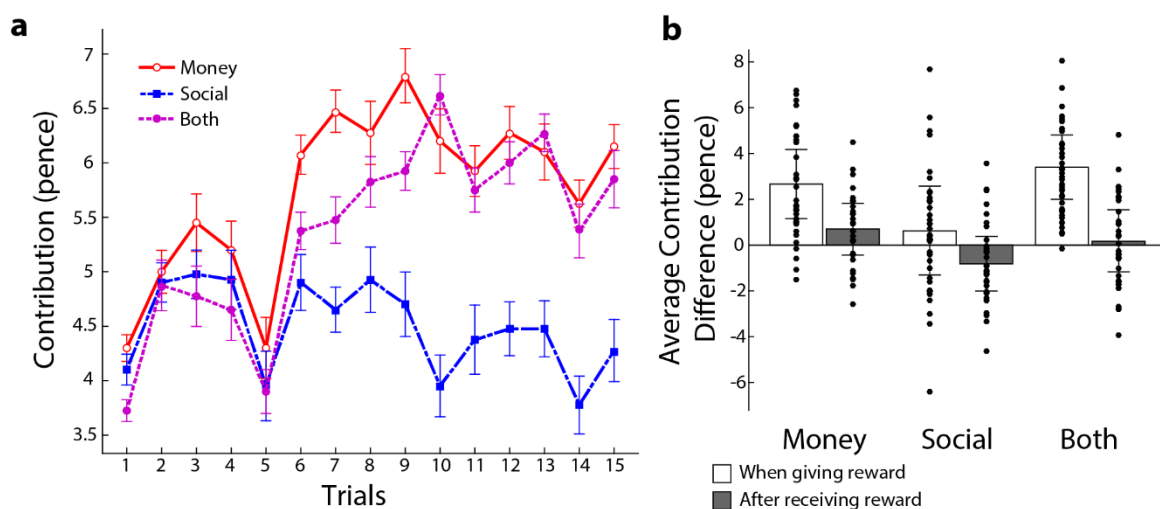 a
Contribution (pence)
7
6.5
6
5.5
5
4.5
4
3.5
Money
Social
Both
1 2 3 4 5 6 7 8 9 10 11 12 13 14 15
Trials
b
Average Contribution
Difference (pence)
8
6
4
2
0
-2
-4
-6
Money Social Both
When giving reward
After receiving reward